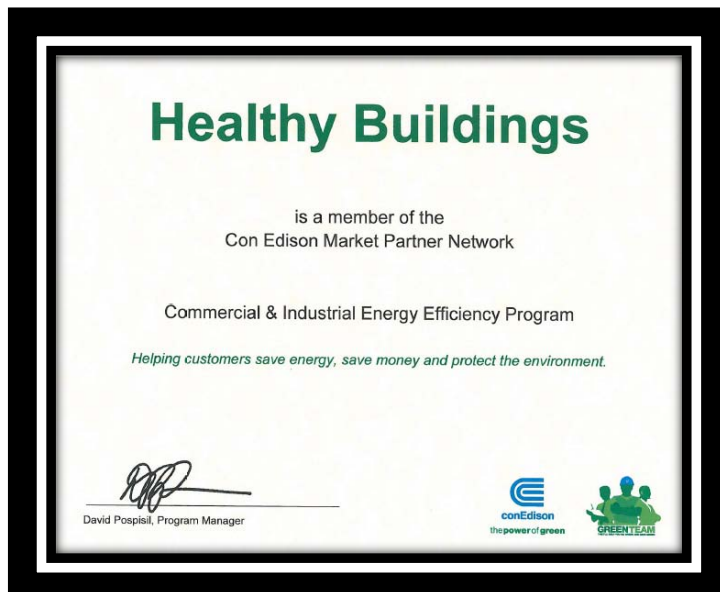 Healthy Buildings
is a member of the
Con Edison Market Partner Network
Commercial & Industrial Energy Efficiency Program
Helping customers save energy, save money and protect the environment.
David Pospisil, Program Manager
conEdison
the power of green
GREENTEAM